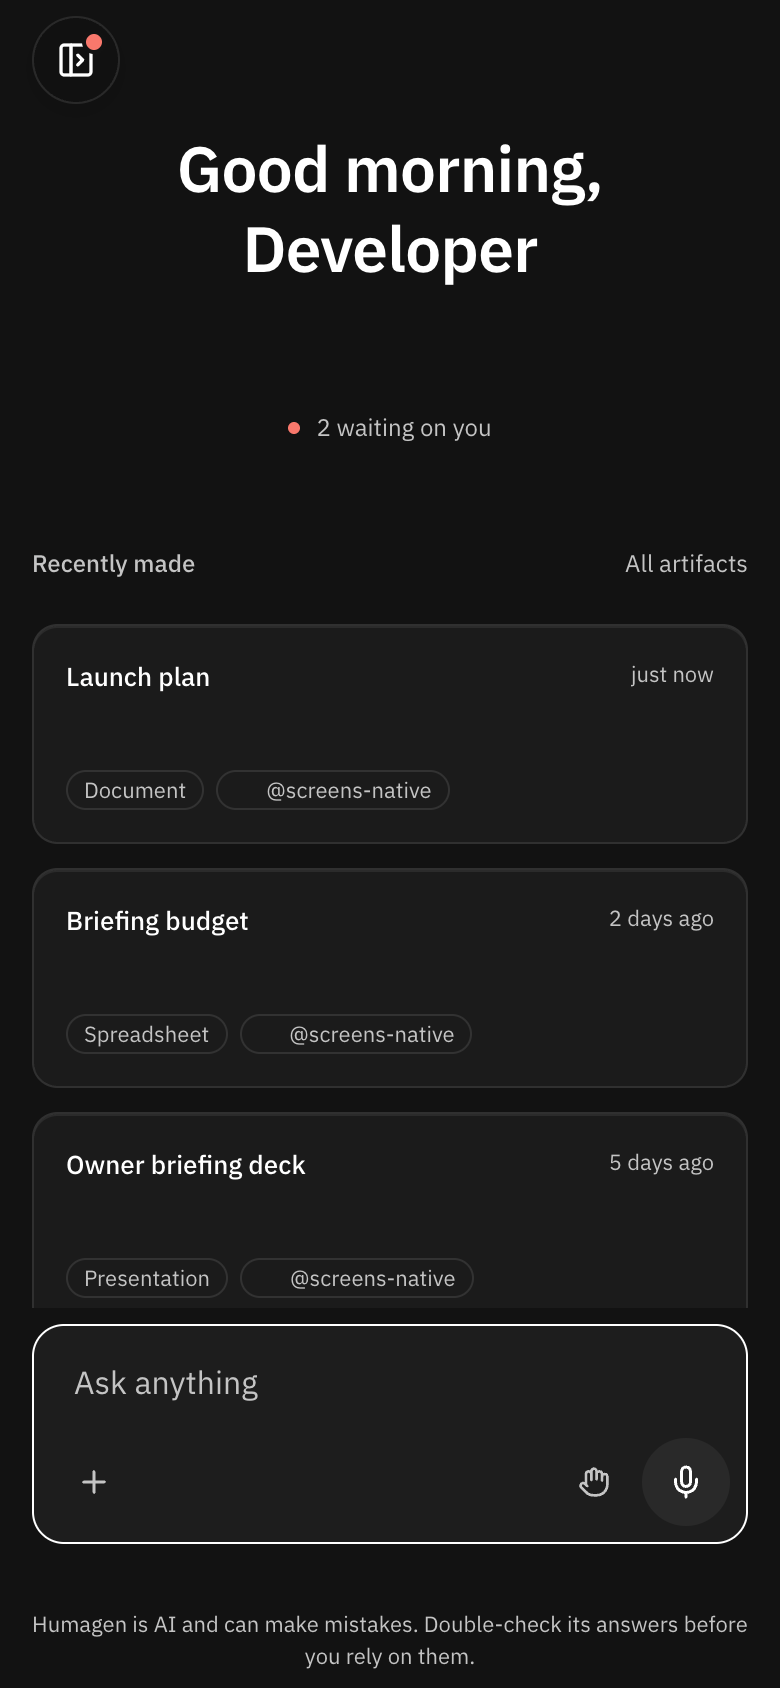 Good morning,
Developer
2 waiting on you
Recently made
All artifacts
Launch plan
just now
Document
@screens-native
Briefing budget
2 days ago
Spreadsheet
@screens-native
Owner briefing deck
5 days ago
Presentation
@screens-native
Ask anything
Humagen is AI and can make mistakes. Double-check its answers before
you rely on them.